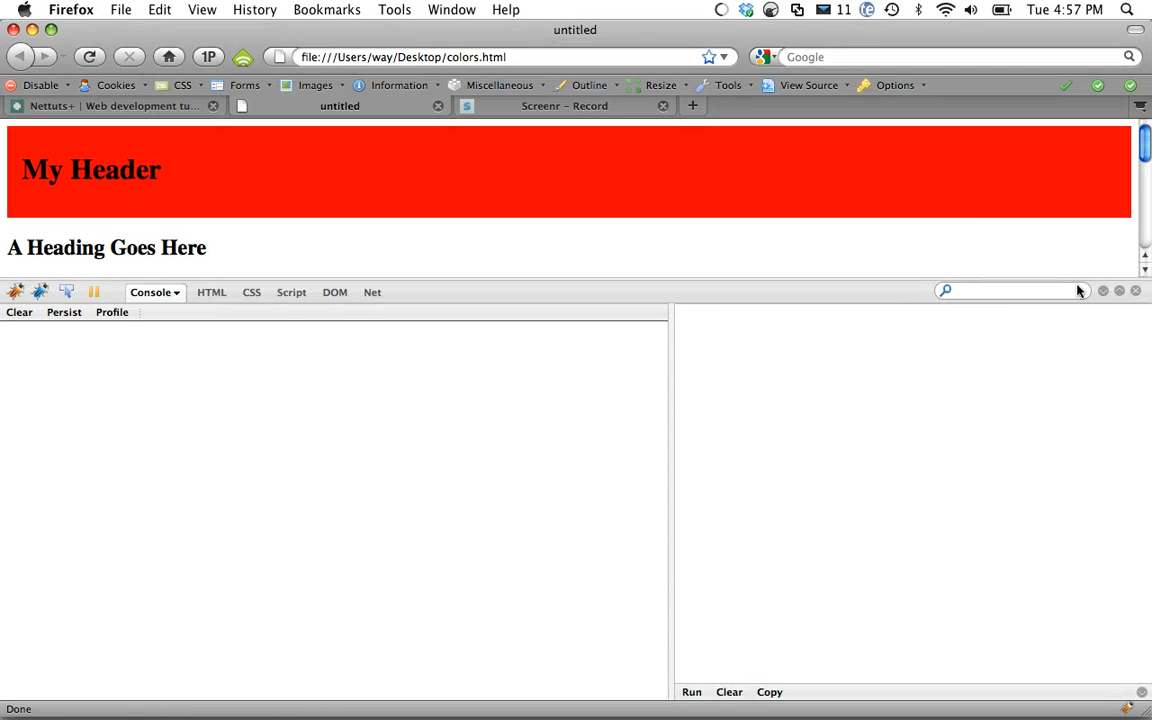 Firefox File Edit View History Bookmarks Tools Window Help 11 Tue 4:57 PM
untitled
1P file:///Users/way/Desktop/colors.html Google
Disable Cookies CSS Forms Images Information Miscellaneous Outline Resize Tools View Source Options
Nettuts+ | Web development tu... untitled S Screenr - Record
My Header
A Heading Goes Here
Console HTML CSS Script DOM Net
Clear Persist Profile
Run Clear Copy
Done